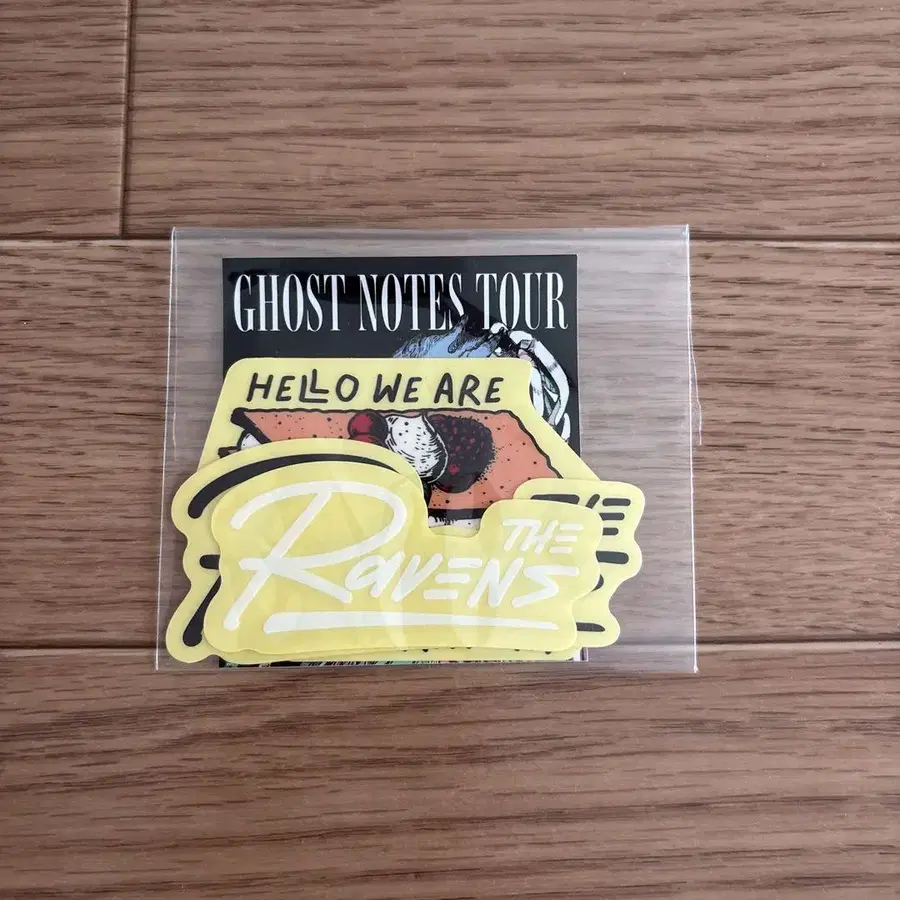 GHOST NOTES TOUR
HELLO WE ARE
THE
RAVENS